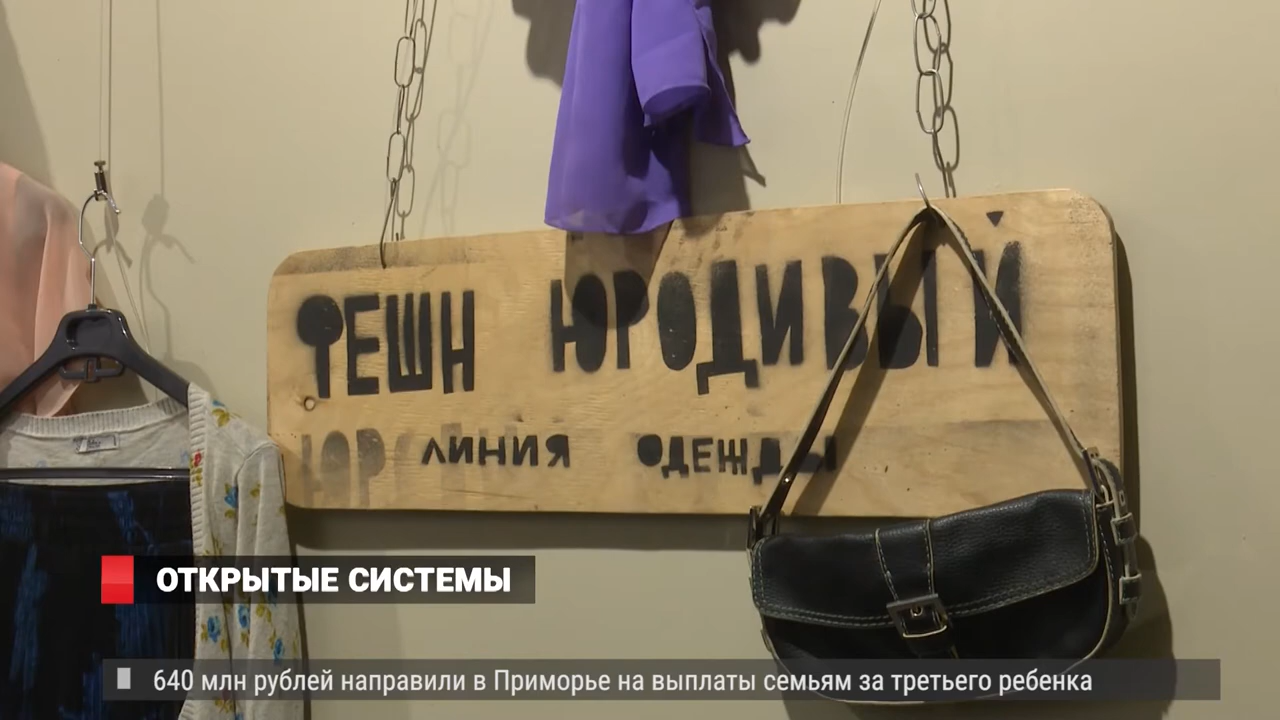 ФЕШН ЮРОДИВЫЙ
ЛИНИЯ ОДЕЖДЫ
ОТКРЫТЫЕ СИСТЕМЫ
640 млн рублей направили в Приморье на выплаты семьям за третьего ребенка